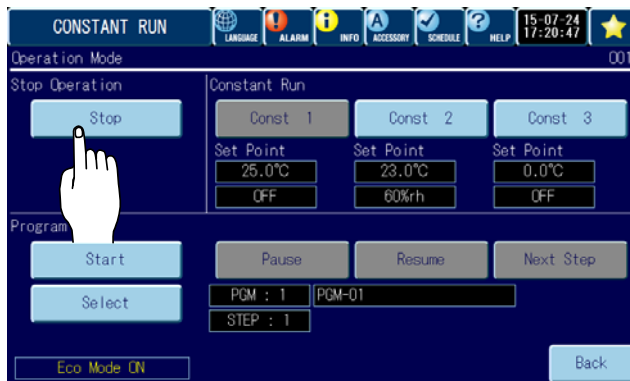 CONSTANT RUN
LANGUAGE ALARM INFO ACCESSORY SCHEDULE HELP
15-07-24
17:20:47
Operation Mode 001
Stop Operation Constant Run
Stop Const 1 Const 2 Const 3
Set Point Set Point Set Point
25.0℃ 23.0℃ 0.0℃
OFF 60%rh OFF
Program
Start Pause Resume Next Step
Select PGM : 1 PGM-01
STEP : 1
Eco Mode ON Back